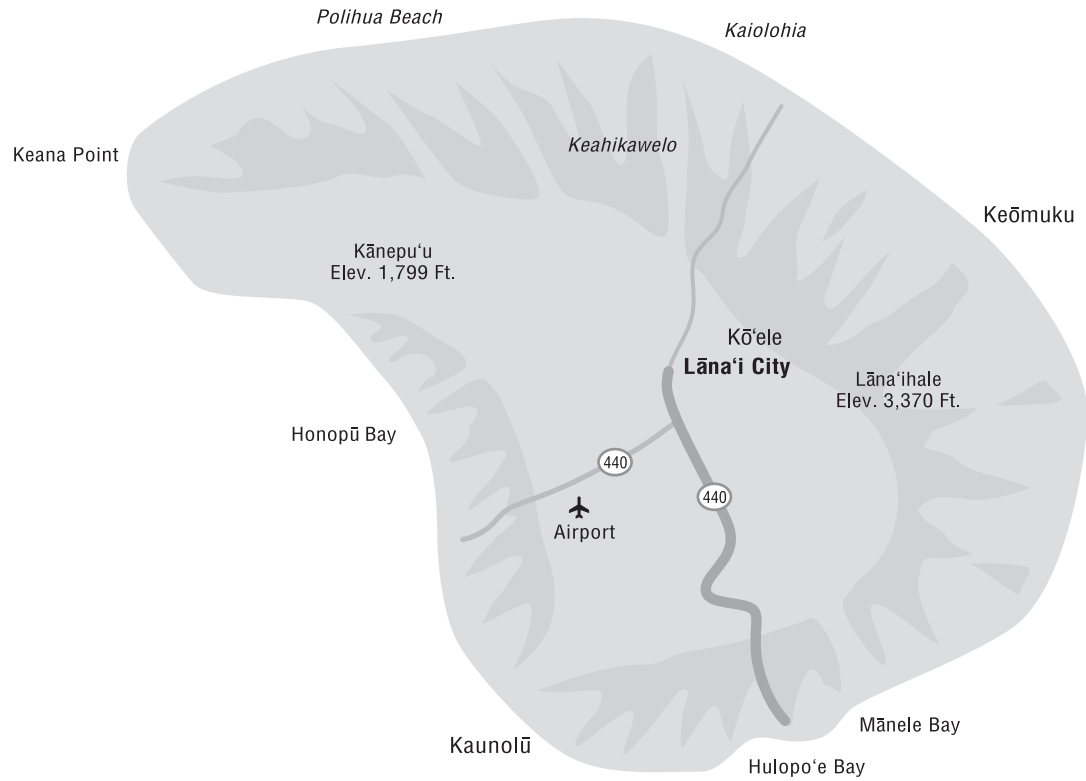 Polihua Beach
Kaiolohia
Keana Point
Keahikawelo
Keōmuku
Kānepu‘u
Elev. 1,799 Ft.
Kō‘ele
Lāna‘i City
Lāna‘ihale
Elev. 3,370 Ft.
Honopū Bay
440
440
Airport
Mānele Bay
Kaunolū
Hulopo‘e Bay